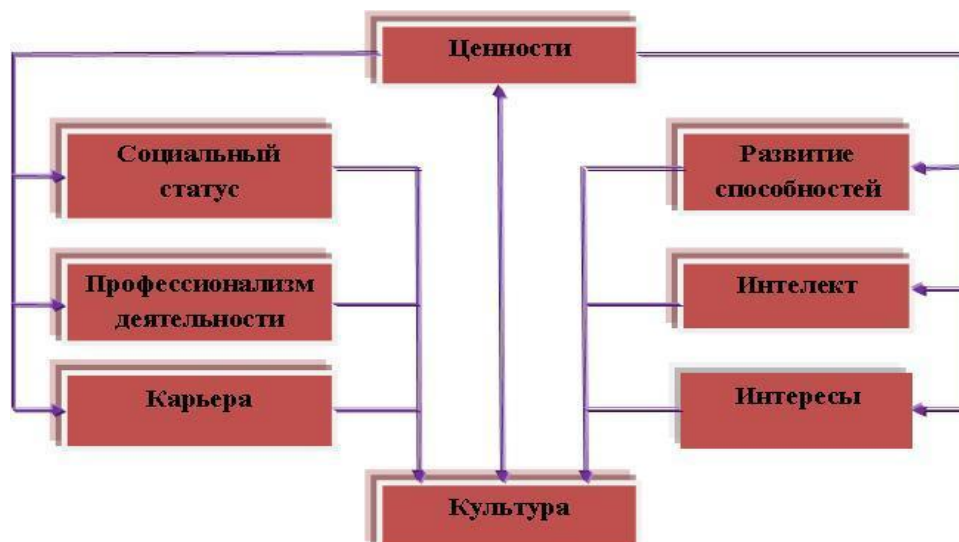 Ценности
Социальный
статус
Развитие
способностей
Профессионализм
деятельности
Интелект
Карьера
Интересы
Культура